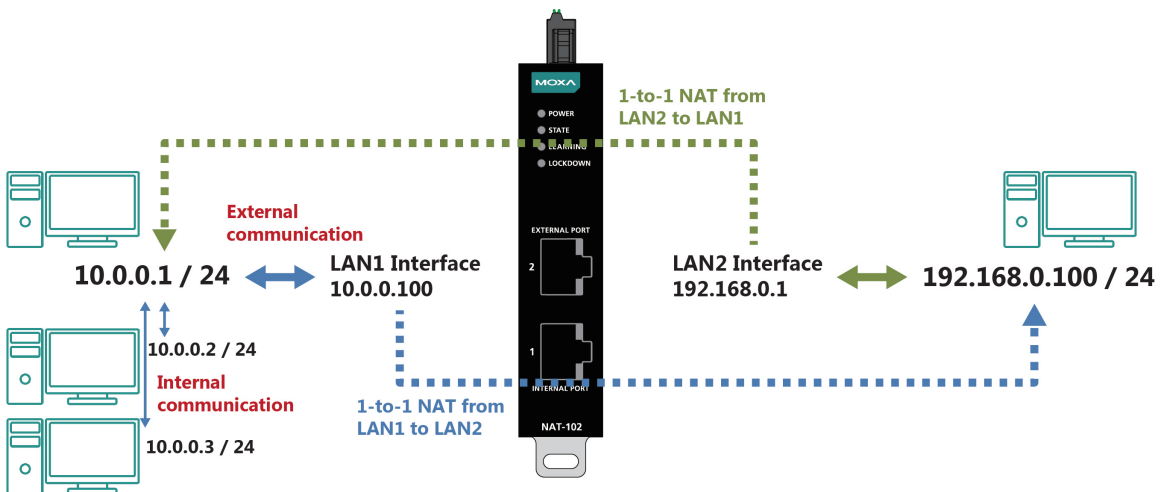 MOXA
POWER
STATE
LEARNING
LOCKDOWN
1-to-1 NAT from
LAN2 to LAN1
External
communication
EXTERNAL PORT
2
10.0.0.1 / 24
LAN1 Interface
10.0.0.100
LAN2 Interface
192.168.0.1
192.168.0.100 / 24
10.0.0.2 / 24
1
Internal
communication
INTERNAL PORT
1-to-1 NAT from
LAN1 to LAN2
NAT-102
10.0.0.3 / 24